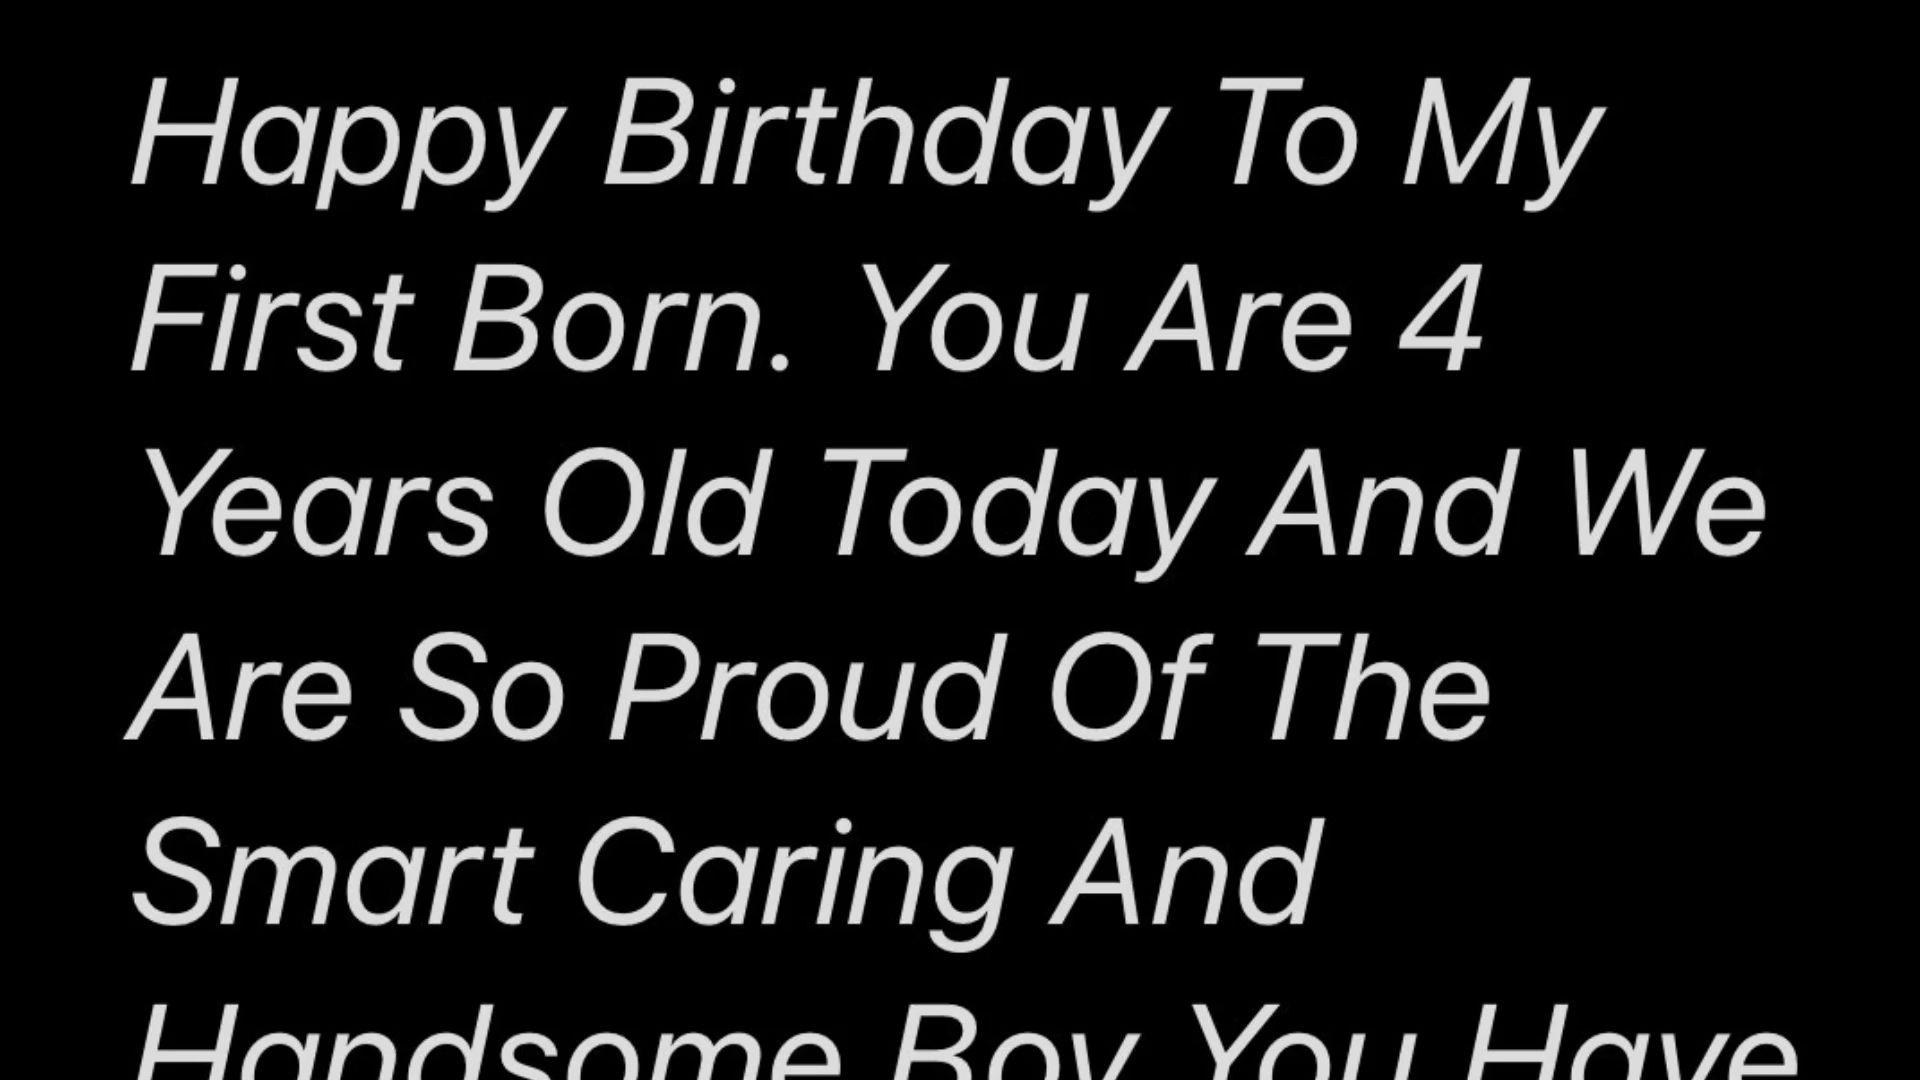 Happy Birthday To My
First Born. You Are 4
Years Old Today And We
Are So Proud Of The
Smart Caring And
Handsome Boy You Have